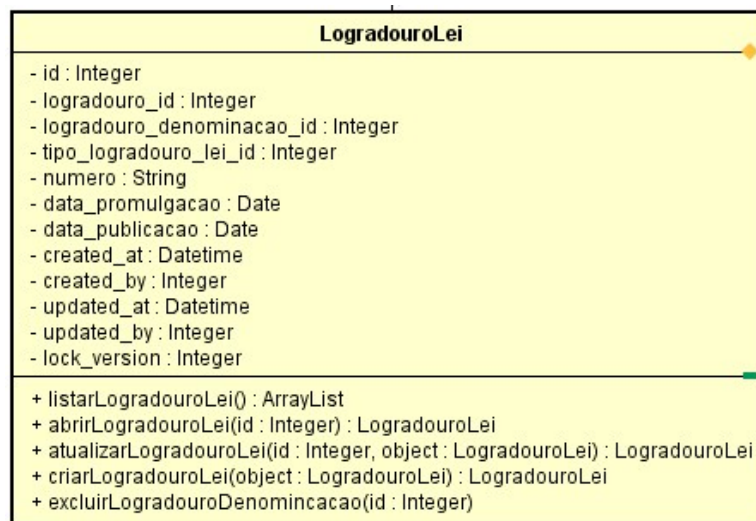 LogradouroLei
- id : Integer
- logradouro_id : Integer
- logradouro_denominacao_id : Integer
- tipo_logradouro_lei_id : Integer
- numero : String
- data_promulgacao : Date
- data_publicacao : Date
- created_at : Datetime
- created_by : Integer
- updated_at : Datetime
- updated_by : Integer
- lock_version : Integer
+ listarLogradouroLei() : ArrayList
+ abrirLogradouroLei(id : Integer) : LogradouroLei
+ atualizarLogradouroLei(id : Integer, object : LogradouroLei) : LogradouroLei
+ criarLogradouroLei(object : LogradouroLei) : LogradouroLei
+ excluirLogradouroDenomincacao(id : Integer)